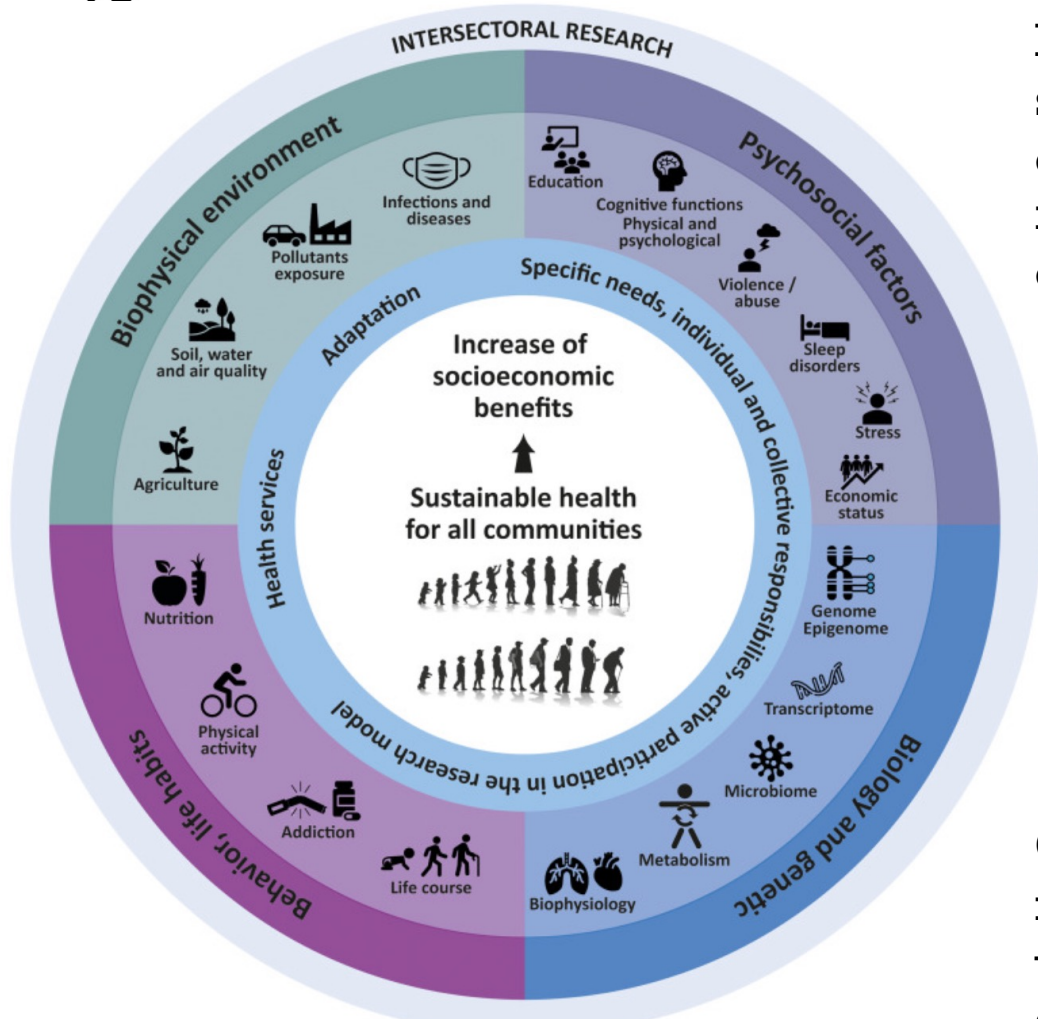 INTERSECTORAL RESEARCH
Biophysical environment
Infections and
diseases
Pollutants
exposure
Soil, water
and air quality
Agriculture
Psychosocial factors
Education
Cognitive functions
Physical and
psychological
Violence /
abuse
Sleep
disorders
Stress
Economic
status
Biology and genetic
Genome
Epigenome
Transcriptome
Microbiome
Metabolism
Biophysiology
Behavior, life habits
Nutrition
Physical
activity
Addiction
Life course
Health services
Adaptation
Specific needs, individual and collective responsibilies, active participation in the research model
Increase of
socioeconomic
benefits
Sustainable health
for all communities